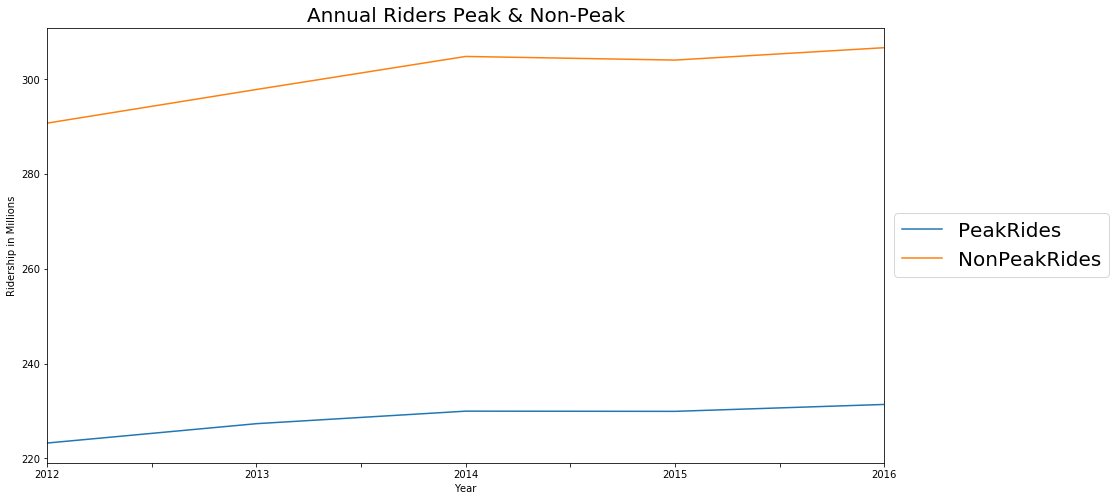 Annual Riders Peak & Non-Peak
Ridership in Millions
300
280
260
240
220
2012 2013 2014 2015 2016
Year
PeakRides
NonPeakRides